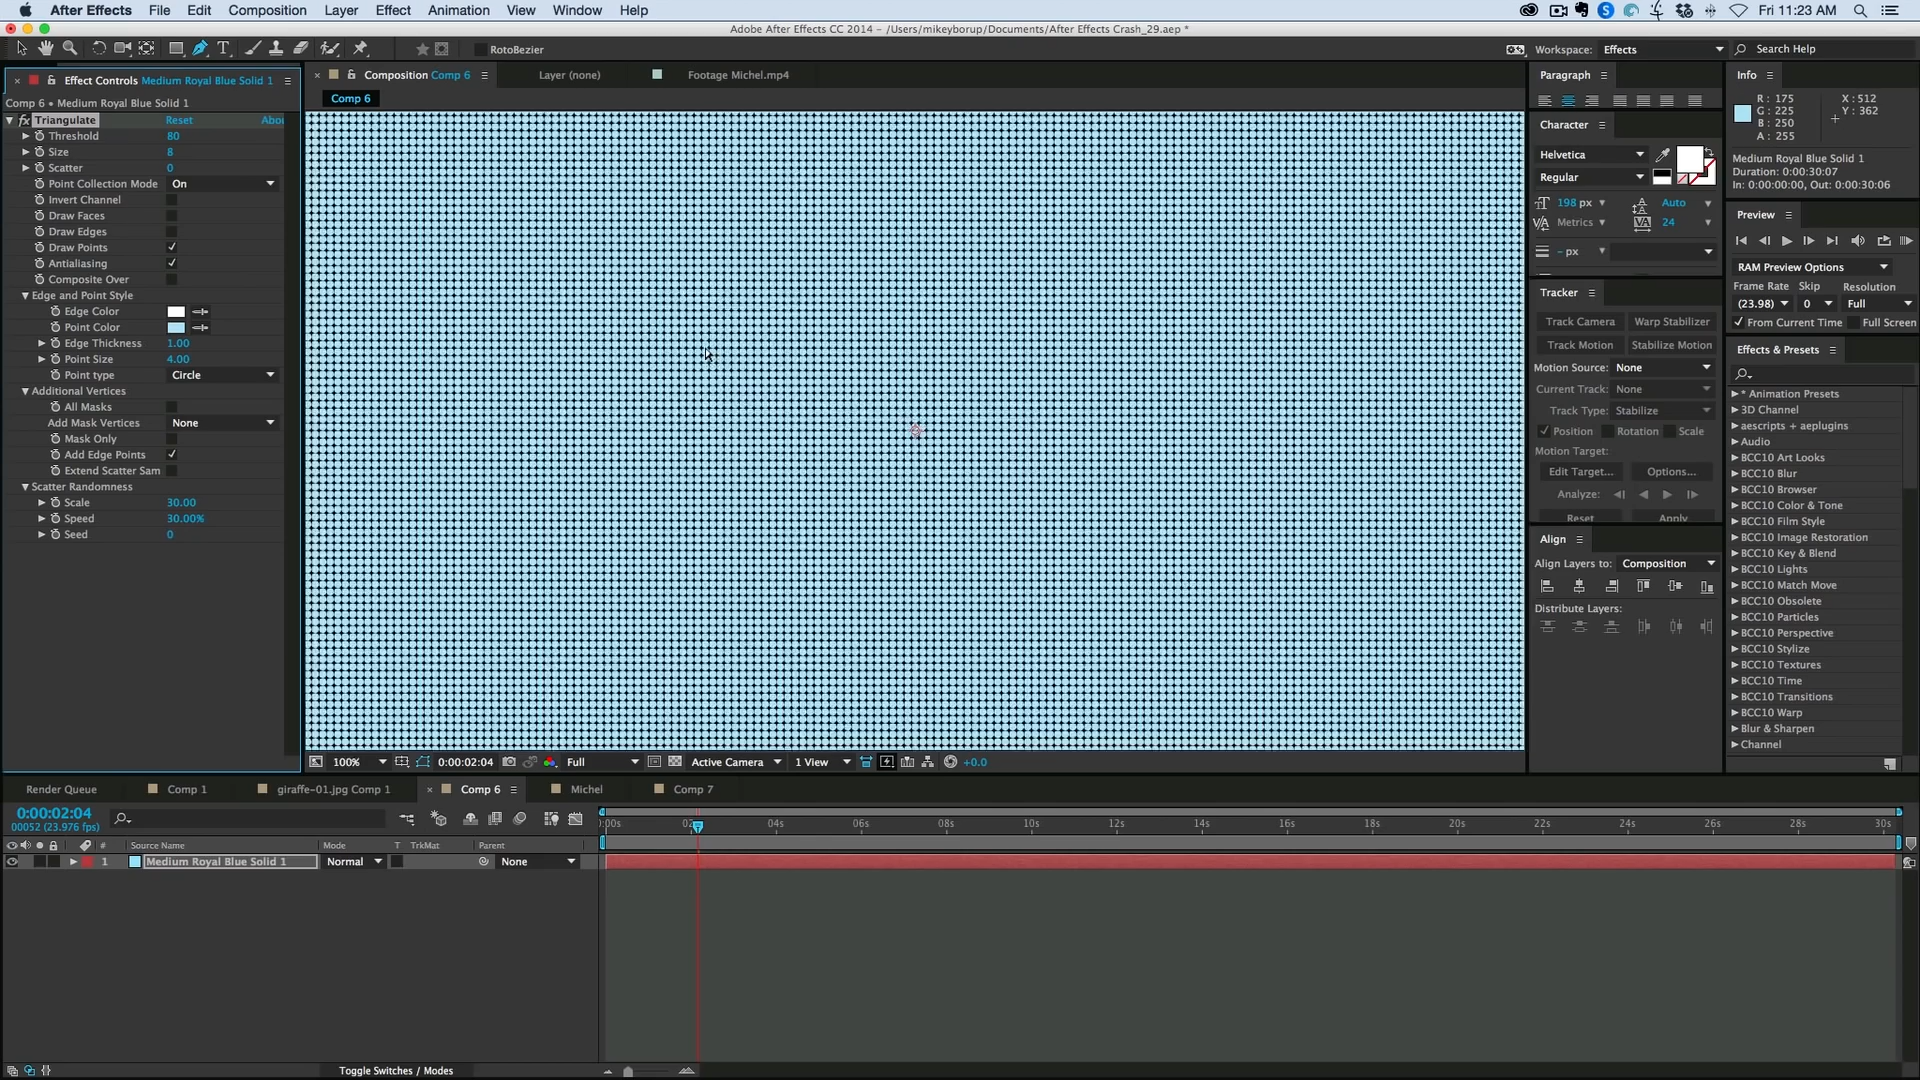 After Effects File Edit Composition Layer Effect Animation View Window Help Fri 11:23 AM
Adobe After Effects CC 2014 - /Users/mikeyborup/Documents/After Effects Crash_29.aep *
RotoBezier Workspace: Effects Search Help
Effect Controls Medium Royal Blue Solid 1
Comp 6 • Medium Royal Blue Solid 1
fx Triangulate Reset Abou
Threshold 80
Size 8
Scatter 0
Point Collection Mode On
Invert Channel
Draw Faces
Draw Edges
Draw Points
Antialiasing
Composite Over
Edge and Point Style
Edge Color
Point Color
Edge Thickness 1.00
Point Size 4.00
Point type Circle
Additional Vertices
All Masks
Add Mask Vertices None
Mask Only
Add Edge Points
Extend Scatter Sam
Scatter Randomness
Scale 30.00
Speed 30.00%
Seed 0
Composition Comp 6 Layer (none) Footage Michel.mp4
Comp 6
100% 0:00:02:04 Full Active Camera 1 View +0.0
Paragraph
Character
Helvetica
Regular
198 px Auto
Metrics 24
- px
Tracker
Track Camera Warp Stabilizer
Track Motion Stabilize Motion
Motion Source: None
Current Track: None
Track Type: Stabilize
Position Rotation Scale
Motion Target:
Edit Target... Options...
Analyze:
Reset Apply
Align
Align Layers to: Composition
Distribute Layers:
Info
R : 175 X : 512
G : 225 Y : 362
B : 250
A : 255
Medium Royal Blue Solid 1
Duration: 0:00:30:07
In: 0:00:00:00, Out: 0:00:30:06
Preview
RAM Preview Options
Frame Rate Skip Resolution
(23.98) 0 Full
From Current Time Full Screen
Effects & Presets
* Animation Presets
3D Channel
aescripts + aeplugins
Audio
BCC10 Art Looks
BCC10 Blur
BCC10 Browser
BCC10 Color & Tone
BCC10 Film Style
BCC10 Image Restoration
BCC10 Key & Blend
BCC10 Lights
BCC10 Match Move
BCC10 Obsolete
BCC10 Particles
BCC10 Perspective
BCC10 Stylize
BCC10 Textures
BCC10 Time
BCC10 Transitions
BCC10 Warp
Blur & Sharpen
Channel
Render Queue Comp 1 giraffe-01.jpg Comp 1 Comp 6 Michel Comp 7
0:00:02:04
00052 (23.976 fps)
# Source Name Mode T TrkMat Parent
1 Medium Royal Blue Solid 1 Normal None
):00s 02 04s 06s 08s 10s 12s 14s 16s 18s 20s 22s 24s 26s 28s 30s
Toggle Switches / Modes